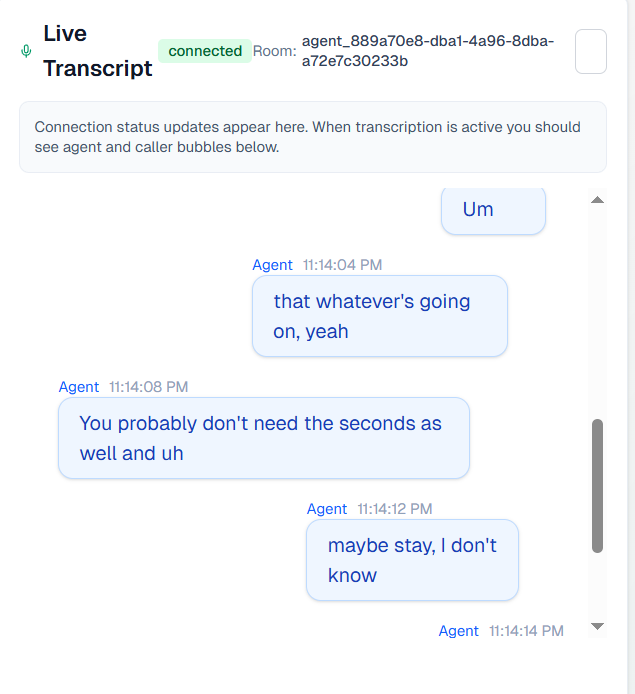 Live
Transcript
connected
Room:
agent_889a70e8-dba1-4a96-8dba-
a72e7c30233b
Connection status updates appear here. When transcription is active you should
see agent and caller bubbles below.
Um
Agent 11:14:04 PM
that whatever's going
on, yeah
Agent 11:14:08 PM
You probably don't need the seconds as
well and uh
Agent 11:14:12 PM
maybe stay, I don't
know
Agent 11:14:14 PM